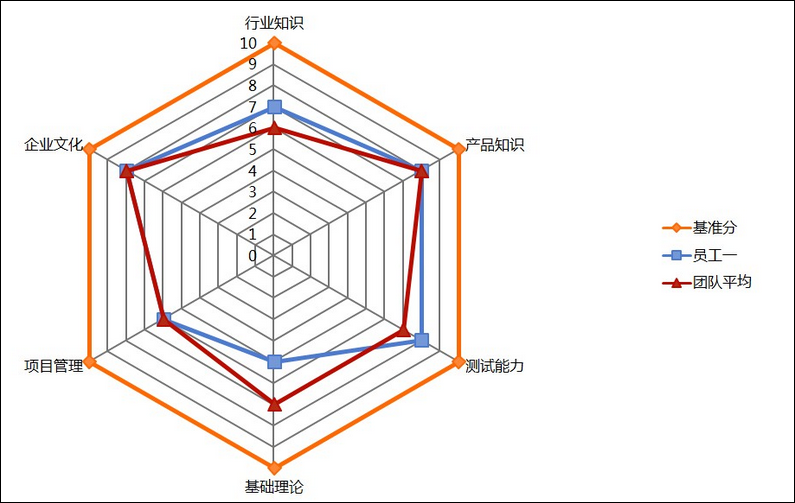 行业知识
10
9
8
7
6
5
4
3
2
1
0
企业文化
产品知识
基准分
员工一
团队平均
项目管理
测试能力
基础理论